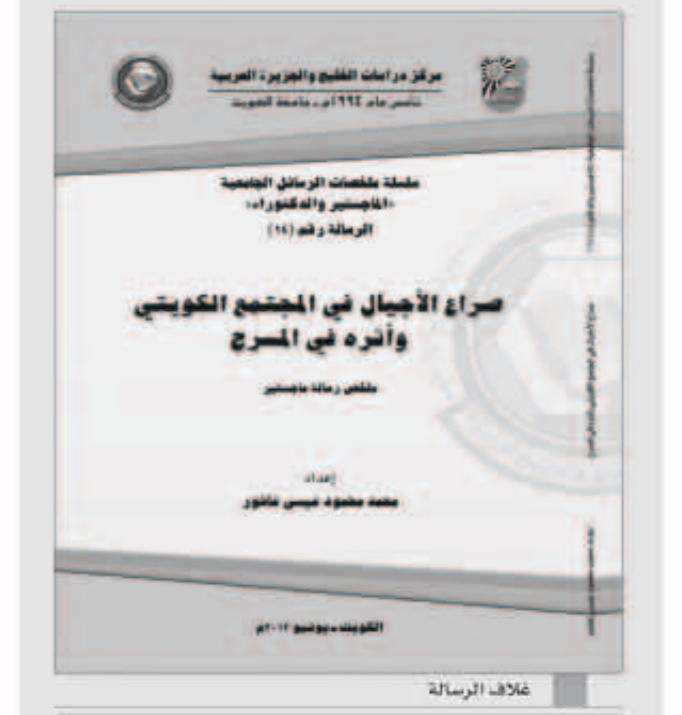 مركز دراسات الخليج والجزيرة العربية
تأسس عام ١٩٩٤م - جامعة الكويت
سلسلة ملخصات الرسائل الجامعية
«الماجستير والدكتوراه»
الرسالة رقم (١٤)
صراع الأجيال في المجتمع الكويتي
وأثره في المسرح
ملخص رسالة ماجستير
إعداد
محمد محمود عيسى
الكويت - يونيو ٢٠١٢م
غلاف الرسالة